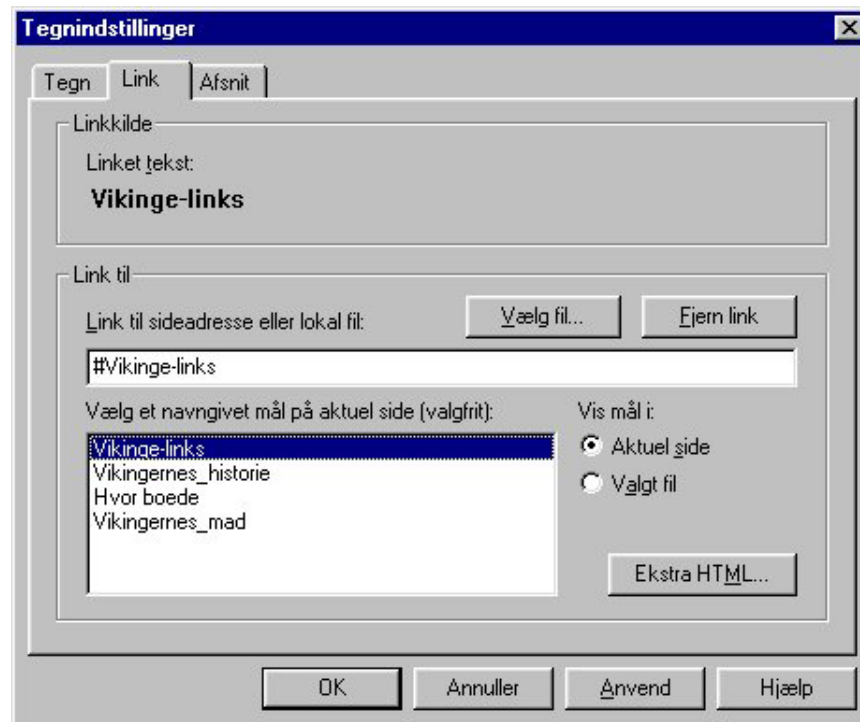 Tegnindstillinger
Tegn Link Afsnit
Linkkilde
Linket tekst:
Vikinge-links
Link til
Link til sideadresse eller lokal fil: Vælg fil... Fjern link
#Vikinge-links
Vælg et navngivet mål på aktuel side (valgfrit): Vis mål i:
Vikinge-links
Aktuel side
Vikingernes_historie
Valgt fil
Hvor boede
Vikingernes_mad
Ekstra HTML...
OK Annuller Anvend Hjælp